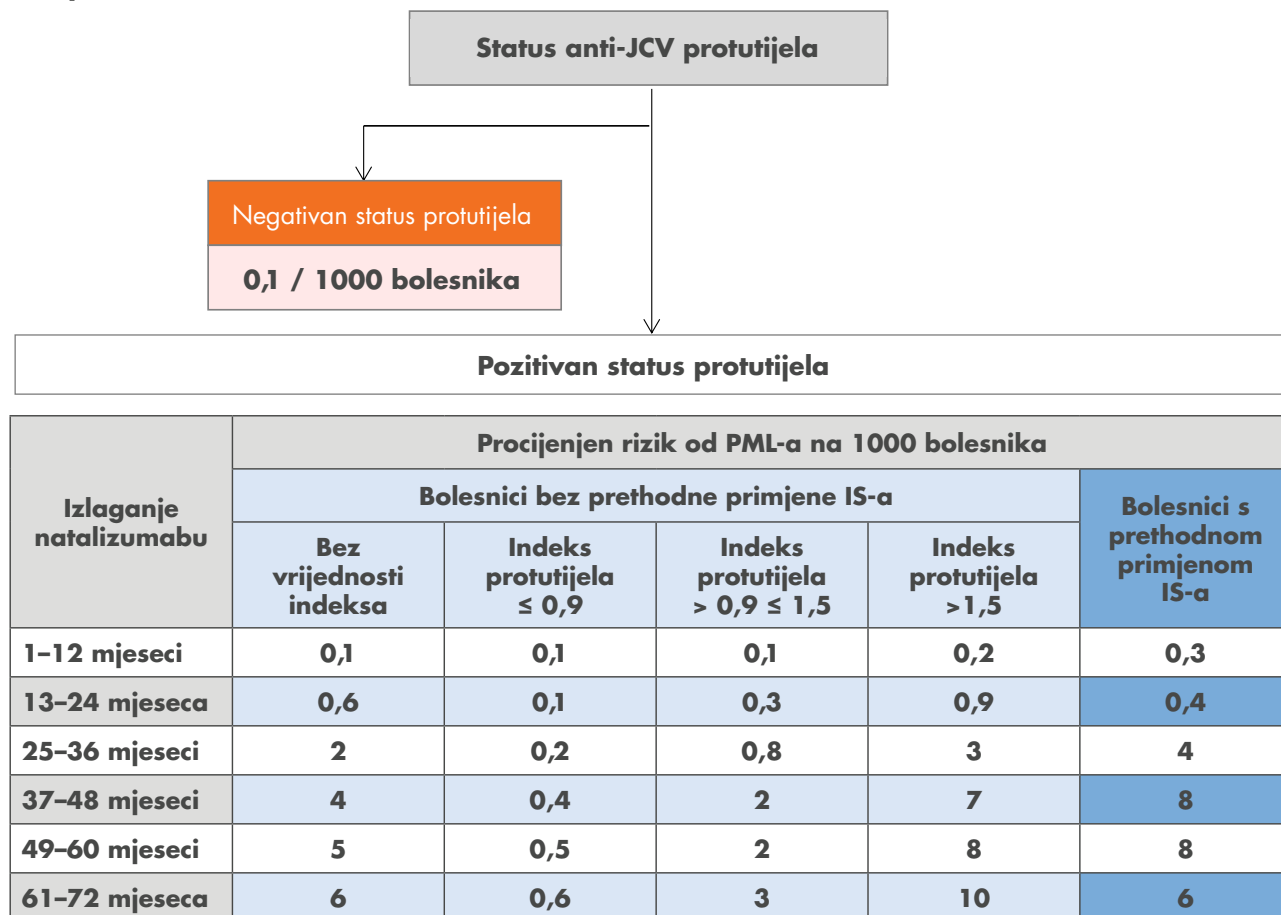 Status anti-JCV protutijela
Negativan status protutijela
0,1 / 1000 bolesnika
Pozitivan status protutijela
Izlaganje
natalizumabu
Procijenjen rizik od PML-a na 1000 bolesnika
Bolesnici bez prethodne primjene IS-a
Bolesnici s
prethodnom
primjenom
IS-a
Bez
vrijednosti
indeksa
Indeks
protutijela
≤ 0,9
Indeks
protutijela
> 0,9 ≤ 1,5
Indeks
protutijela
>1,5
1–12 mjeseci 0,1 0,1 0,1 0,2 0,3
13–24 mjeseca 0,6 0,1 0,3 0,9 0,4
25–36 mjeseci 2 0,2 0,8 3 4
37–48 mjeseci 4 0,4 2 7 8
49–60 mjeseci 5 0,5 2 8 8
61–72 mjeseca 6 0,6 3 10 6